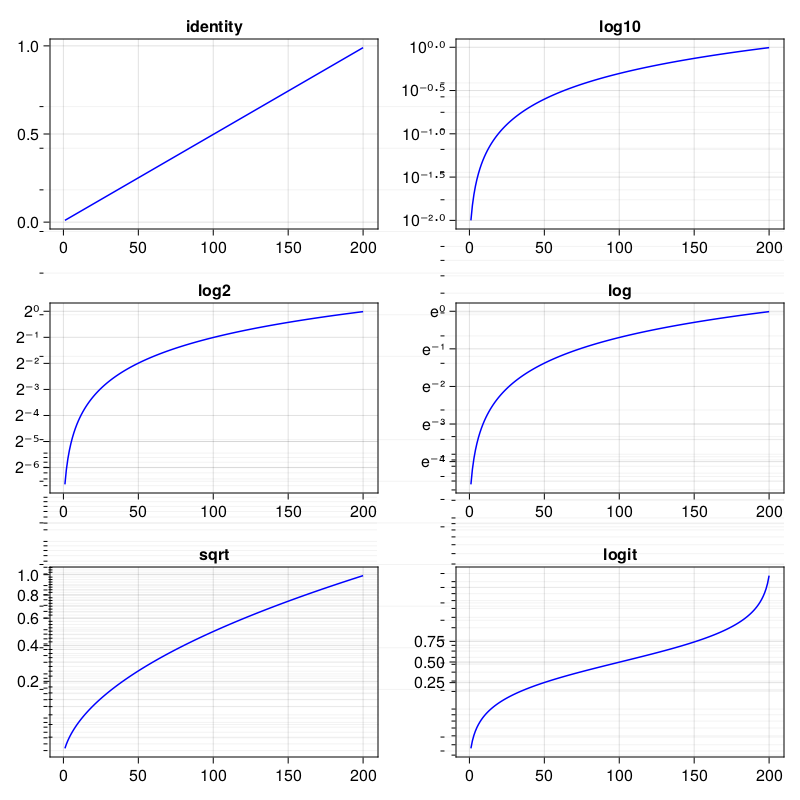 identity
1.0
0.5
0.0
0 50 100 150 200
log10
10⁰·⁰
10⁻⁰·⁵
10⁻¹·⁰
10⁻¹·⁵
10⁻²·⁰
0 50 100 150 200
log2
2⁰
2⁻¹
2⁻²
2⁻³
2⁻⁴
2⁻⁵
2⁻⁶
0 50 100 150 200
log
e⁰
e⁻¹
e⁻²
e⁻³
e⁻⁴
0 50 100 150 200
sqrt
1.0
0.8
0.6
0.4
0.2
0 50 100 150 200
logit
0.75
0.50
0.25
0 50 100 150 200